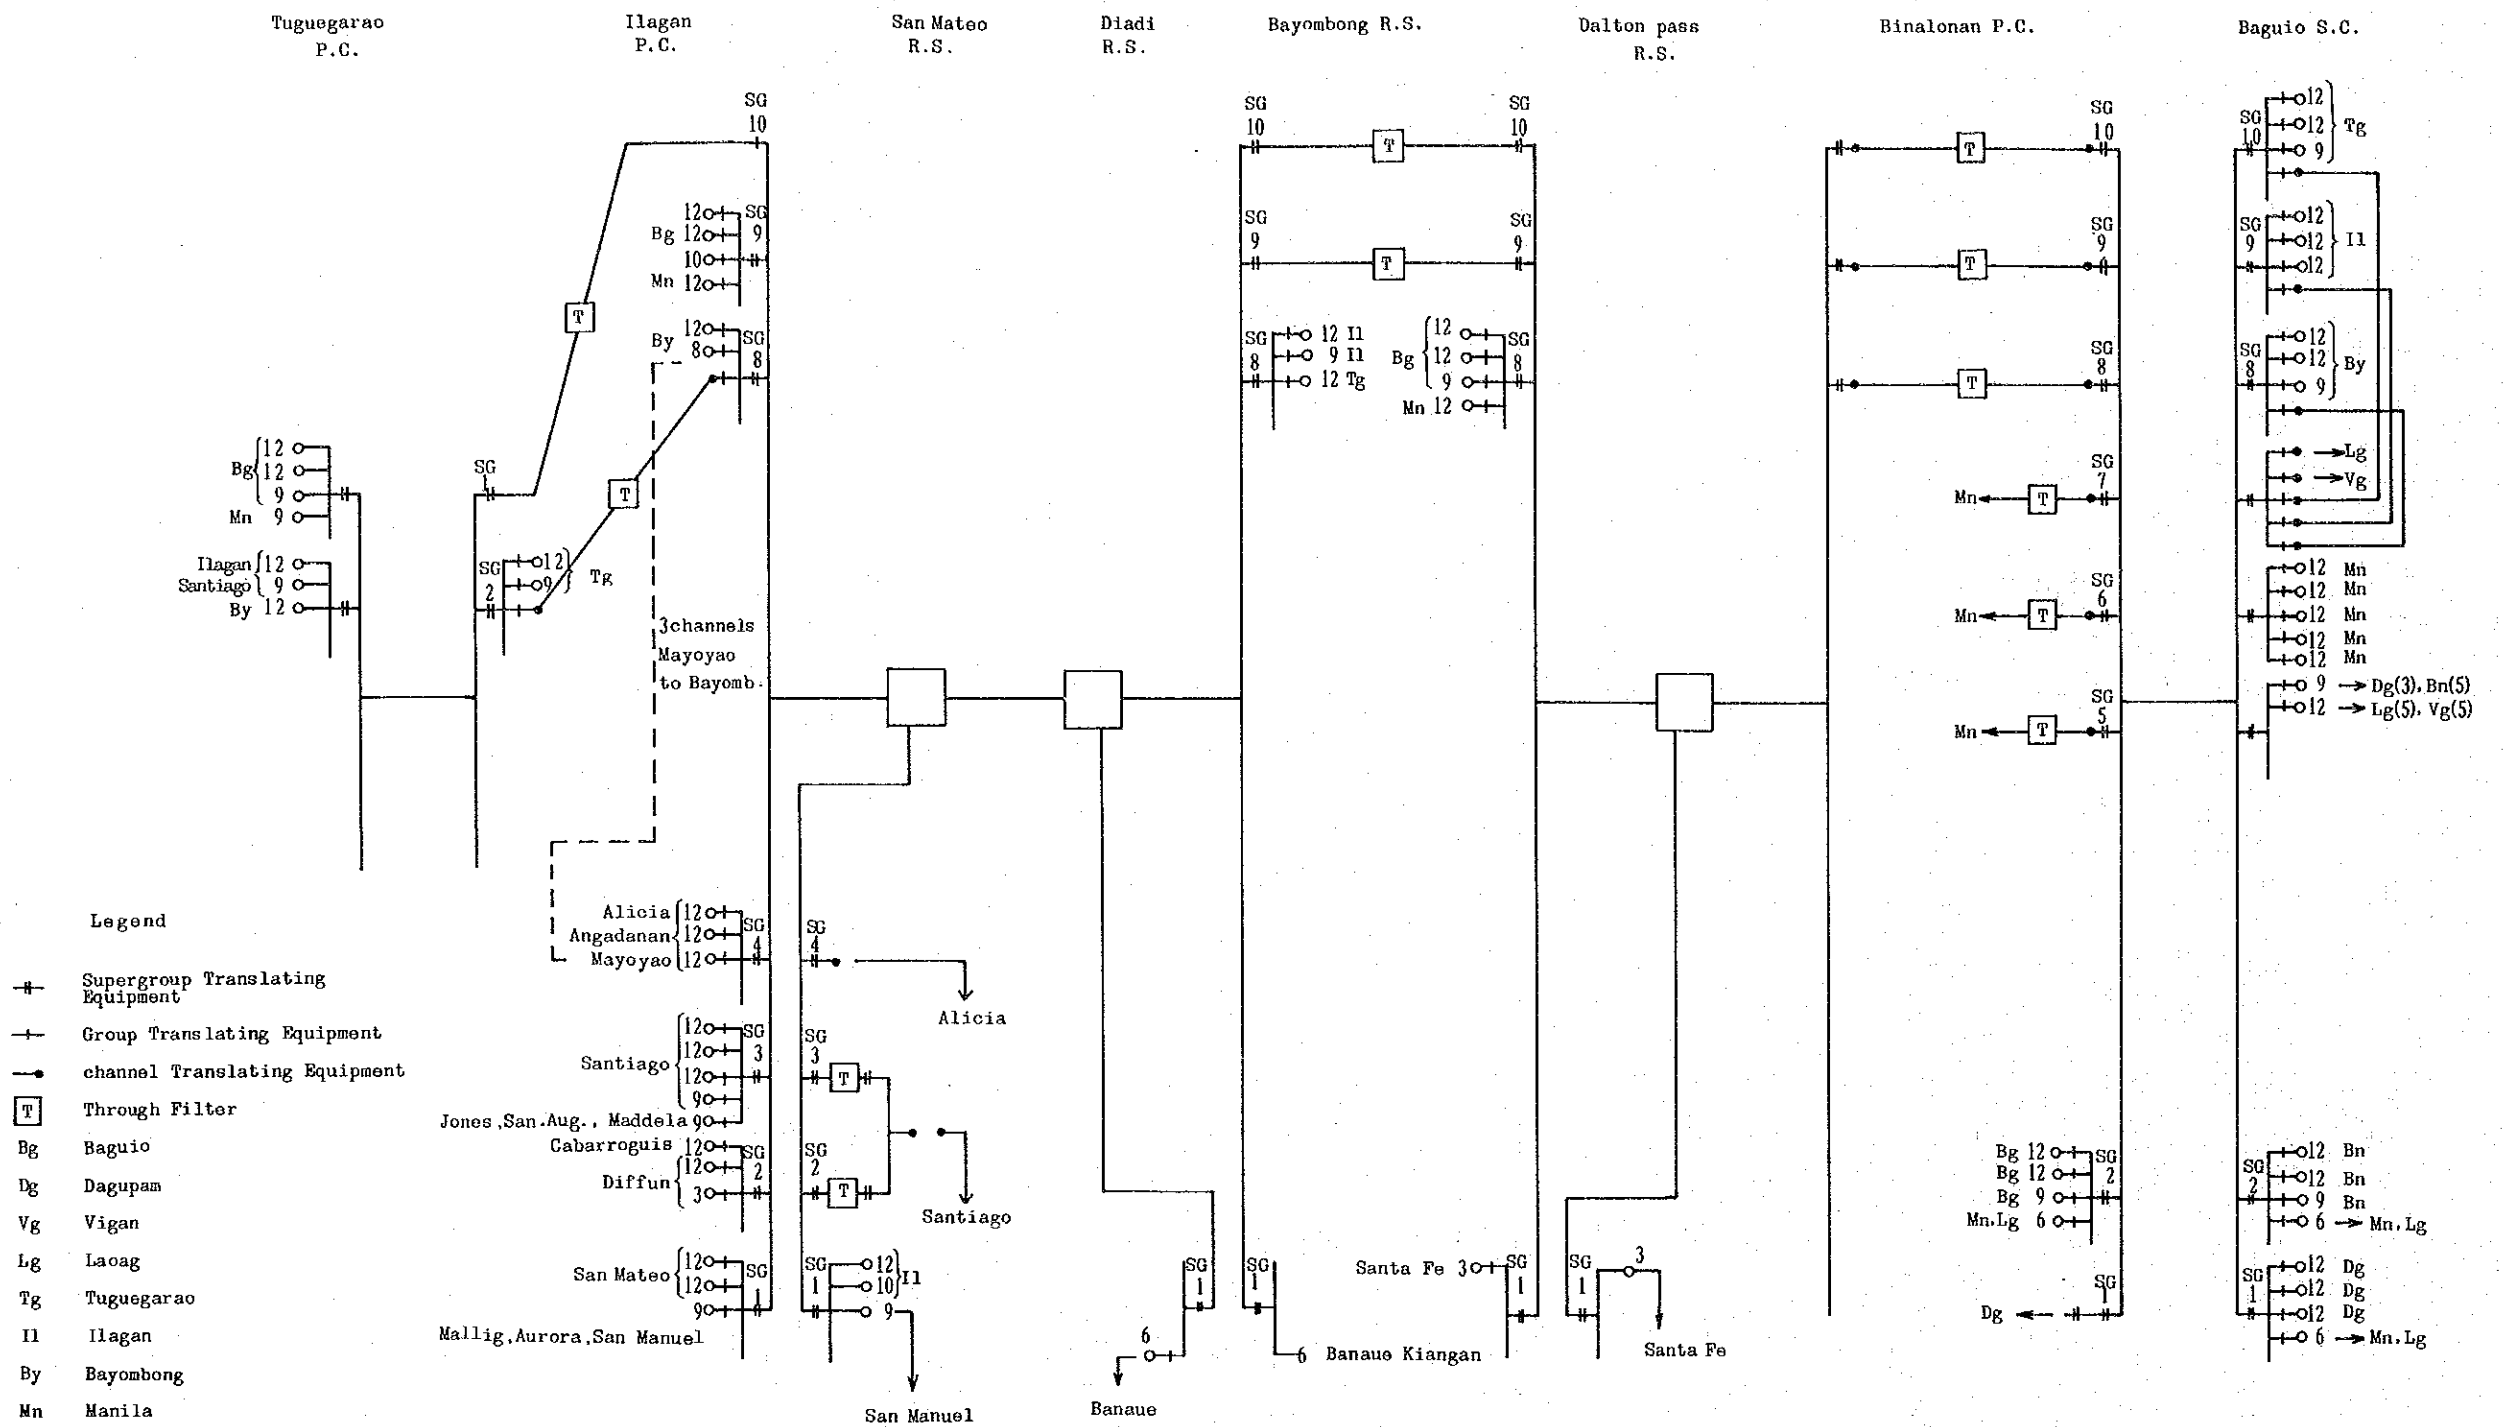 Tuguegarao
P.C.
Ilagan
P.C.
San Mateo
R.S.
Diadi
R.S.
Bayombong R.S.
Dalton pass
R.S.
Binalonan P.C.
Baguio S.C.
SG
10
T
12
Bg 12
10
Mn 12
SG
9
By
12
8
SG
8
T
Bg
12
12
9
Mn 9
Ilagan 12
Santiago 9
By 12
SG
1
SG
2
12
9
Tg
3channels
Mayoyao
to Bayomb.
Alicia 12
Angadanan 12
Mayoyao 12
SG
4
Santiago
12
12
12
9
SG
3
Jones,San.Aug., Maddela 9
Cabarroguis 12
Diffun
12
3
SG
2
San Mateo
12
12
9
SG
1
Mallig,Aurora,San Manuel
SG
4
Alicia
SG
3
T
SG
2
T
Santiago
SG
1
12
10
Il
9
San Manuel
SG
1
6
Banaue
SG
10
T
SG
10
SG
9
T
SG
9
SG
8
12 Il
9 Il
12 Tg
Bg
12
12
9
Mn 12
SG
8
SG
1
6 Banaue Kiangan
Santa Fe 3
SG
1
SG
1
3
Santa Fe
T
SG
10
T
SG
9
T
SG
8
Mn T
SG
7
Mn T
SG
6
Mn T
SG
5
Bg 12
Bg 12
Bg 9
Mn.Lg 6
SG
2
Dg
SG
1
SG
10
12
12
9
Tg
SG
9
12
12
12
Il
SG
8
12
12
9
By
Lg
Vg
12 Mn
12 Mn
12 Mn
12 Mn
12 Mn
9 Dg(3).Bn(5)
12 Lg(5).Vg(5)
SG
2
12 Bn
12 Bn
9 Bn
6 Mn.Lg
SG
1
12 Dg
12 Dg
12 Dg
6 Mn.Lg
Legend
Supergroup Translating
Equipment
Group Translating Equipment
channel Translating Equipment
T Through Filter
Bg Baguio
Dg Dagupam
Vg Vigan
Lg Laoag
Tg Tuguegarao
Il Ilagan
By Bayombong
Mn Manila